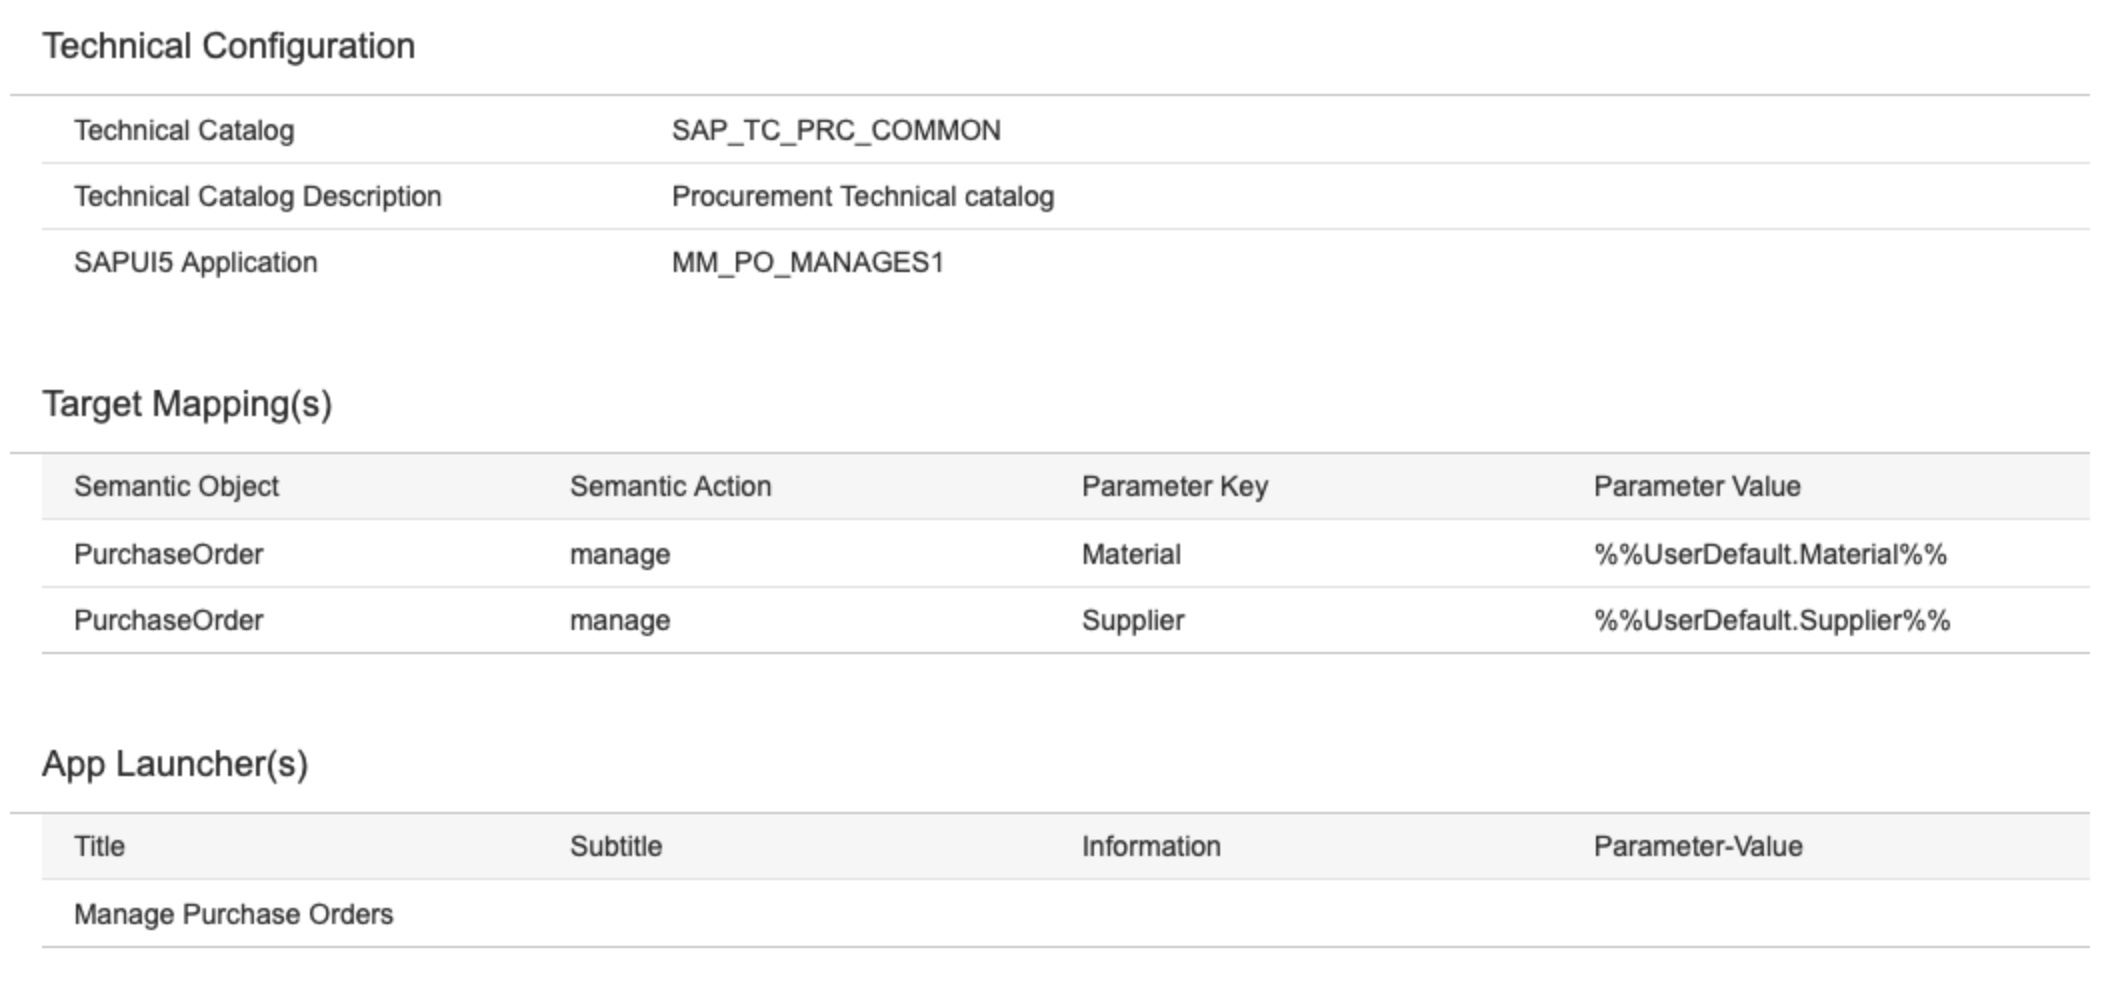 Technical Configuration
Technical Catalog SAP_TC_PRC_COMMON
Technical Catalog Description Procurement Technical catalog
SAPUI5 Application MM_PO_MANAGES1
Target Mapping(s)
Semantic Object Semantic Action Parameter Key Parameter Value
PurchaseOrder manage Material %%UserDefault.Material%%
PurchaseOrder manage Supplier %%UserDefault.Supplier%%
App Launcher(s)
Title Subtitle Information Parameter-Value
Manage Purchase Orders